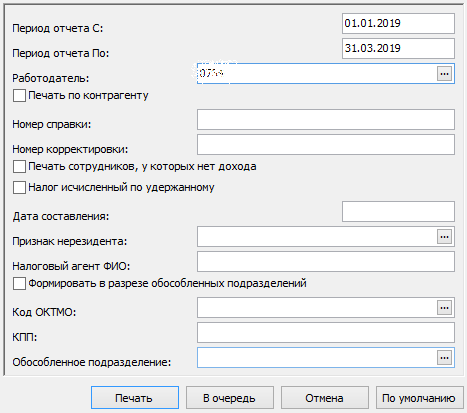 Период отчета С: 01.01.2019
Период отчета По: 31.03.2019
Работодатель: ...
Печать по контрагенту
Номер справки:
Номер корректировки:
Печать сотрудников, у которых нет дохода
Налог исчисленный по удержанному
Дата составления:
Признак нерезидента: ...
Налоговый агент ФИО:
Формировать в разрезе обособленных подразделений
Код ОКТМО: ...
КПП:
Обособленное подразделение: ...
Печать В очередь Отмена По умолчанию